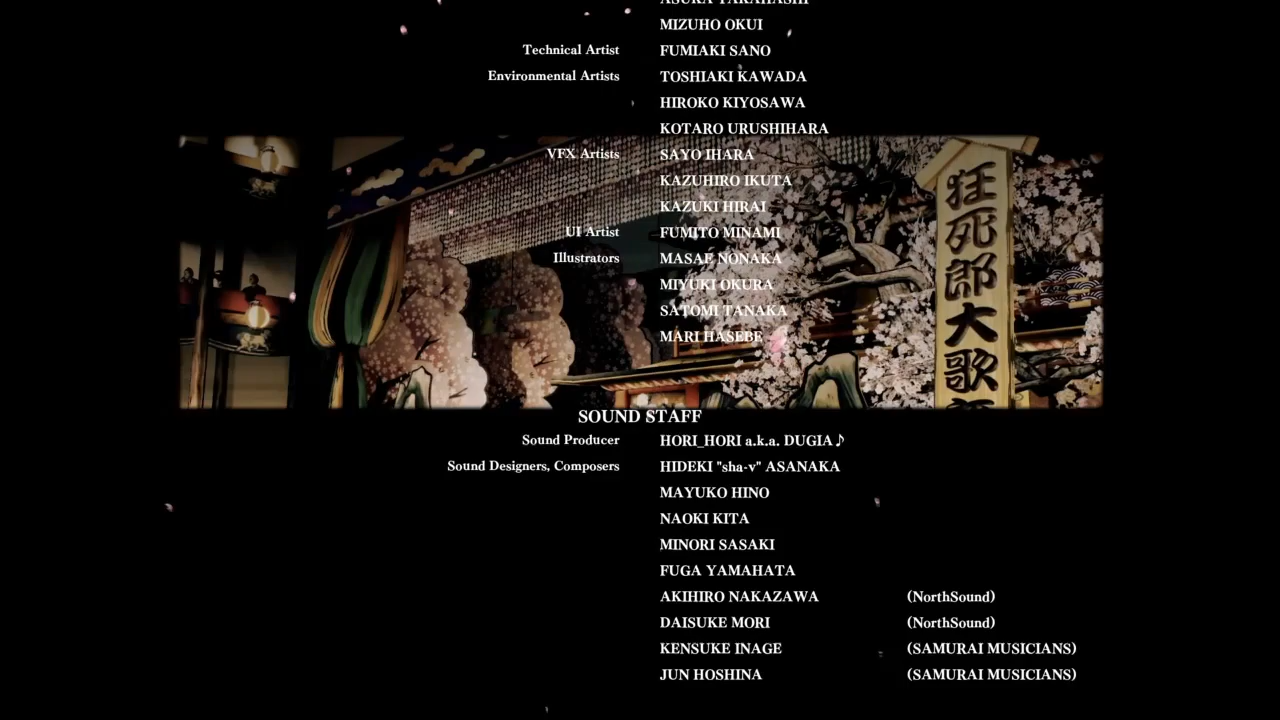 MIZUHO OKUI
Technical Artist FUMIAKI SANO
Environmental Artists TOSHIAKI KAWADA
HIROKO KIYOSAWA
KOTARO URUSHIHARA
VFX Artists SAYO IHARA
KAZUHIRO IKUTA
KAZUKI HIRAI
UI Artist FUMITO MINAMI
Illustrators MASAE NONAKA
MIYUKI OKURA
SATOMI TANAKA
MARI HASEBE
狂死郎大歌
SOUND STAFF
Sound Producer HORI_HORI a.k.a. DUGIA♪
Sound Designers, Composers HIDEKI "sha-v" ASANAKA
MAYUKO HINO
NAOKI KITA
MINORI SASAKI
FUGA YAMAHATA
AKIHIRO NAKAZAWA (NorthSound)
DAISUKE MORI (NorthSound)
KENSUKE INAGE (SAMURAI MUSICIANS)
JUN HOSHINA (SAMURAI MUSICIANS)